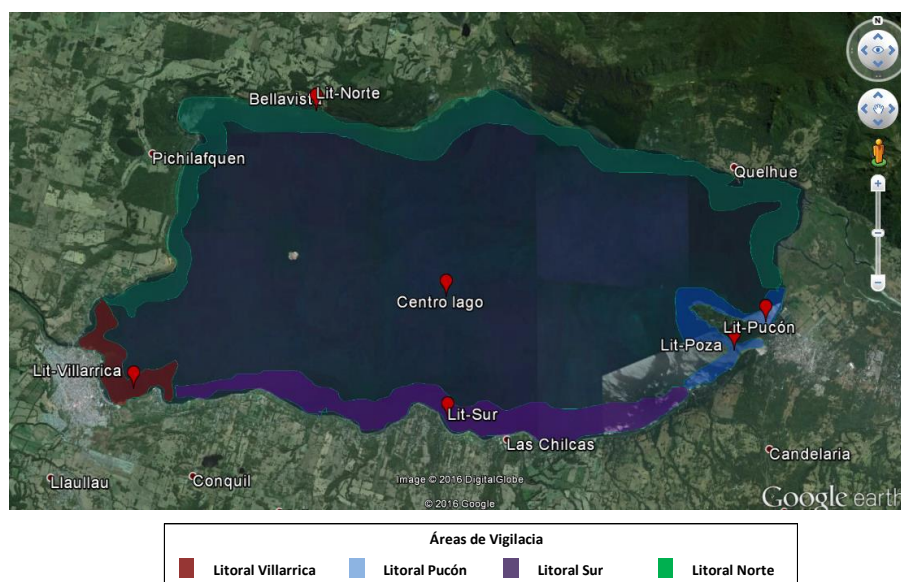 N
Bellavist
Lit-Norte
Pichilafquen
Quelhue
Centro lago
Lit-Pucón
Lit-Poza
Lit-Villarrica
Lit-Sur
Las Chilcas
Candelaria
Llaullau
Conquil
Image © 2016 DigitalGlobe
© 2016 Google
Google earth
Áreas de Vigilacia
Litoral Villarrica Litoral Pucón Litoral Sur Litoral Norte